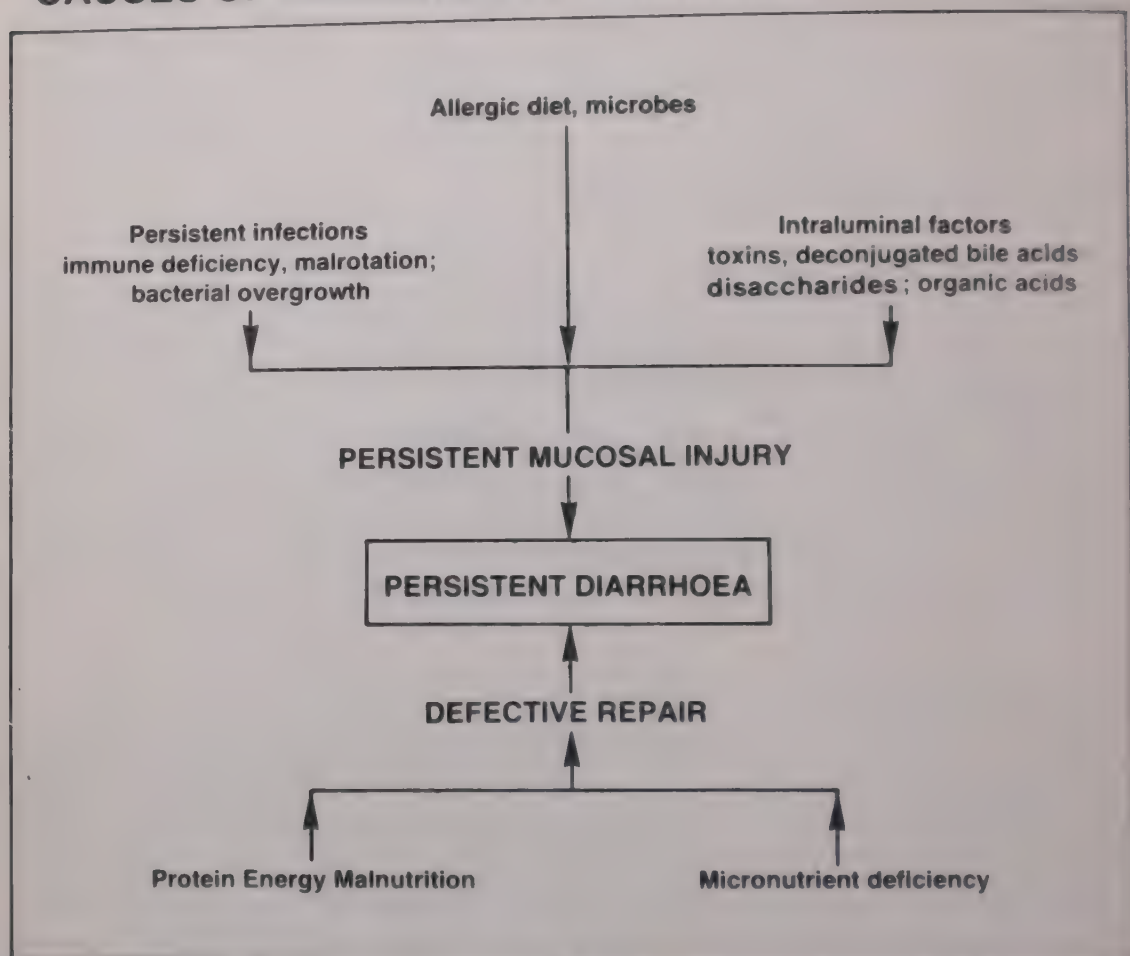 Allergic diet, microbes
Persistent infections
immune deficiency, malrotation;
bacterial overgrowth
Intraluminal factors
toxins, deconjugated bile acids
disaccharides ; organic acids
PERSISTENT MUCOSAL INJURY
PERSISTENT DIARRHOEA
DEFECTIVE REPAIR
Protein Energy Malnutrition
Micronutrient deficiency